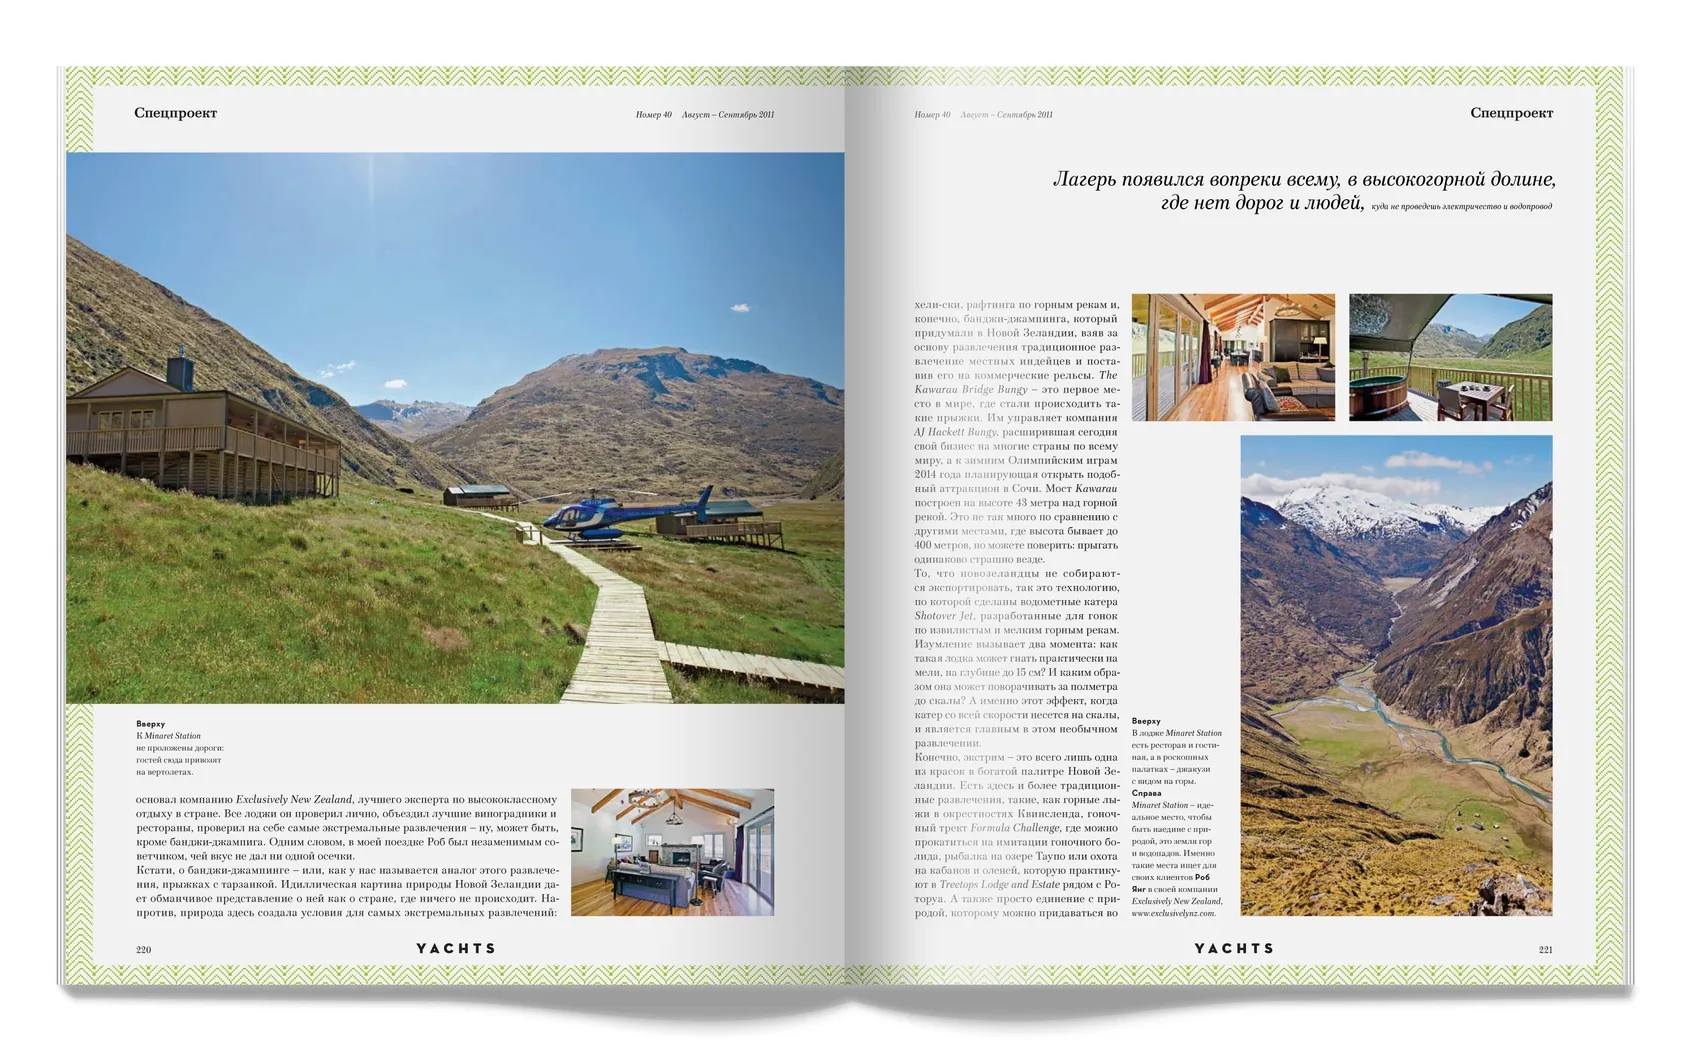 Спецпроект
Номер 40 Август – Сентябрь 2011
Вверху
К Minaret Station
не проложены дороги:
гостей сюда привозят
на вертолетах.
основал компанию Exclusively New Zealand, лучшего эксперта по высококлассному
отдыху в стране. Все лоджи он проверил лично, объездил лучшие виноградники и
рестораны, проверил на себе самые экстремальные развлечения – ну, может быть,
кроме банджи-джампига. Одним словом, в моей поездке Роб был незаменимым со-
ветчиком, чей вкус не дал ни одной осечки.
Кстати, о банджи-джампинге – или, как у нас называется аналог этого развлече-
ния, прыжках с тарзанкой. Идиллическая картина природы Новой Зеландии да-
ет обманчивое представление о ней как о стране, где ничего не происходит. На-
против, природа здесь создала условия для самых экстремальных развлечений:
220
YACHTS
Номер 40 Август – Сентябрь 2011
Спецпроект
Лагерь появился вопреки всему, в высокогорной долине,
где нет дорог и людей, куда не проведешь электричество и водопровод
хели-ски, рафтинга по горным рекам и,
конечно, банджи-джампинга, который
придумали в Новой Зеландии, взяв за
основу развлечения традиционное раз-
влечение местных индейцев и поста-
вив его на коммерческие рельсы. The
Kawarau Bridge Bungy – это первое ме-
сто в мире, где стали происходить та-
кие прыжки. Им управляет компания
AJ Hackett Bungy, расширившая сегодня
свой бизнес на многие страны по всему
миру, а к зимним Олимпийским играм
2014 года планирующая открыть подоб-
ный аттракцион в Сочи. Мост Kawarau
построен на высоте 43 метра над горной
рекой. Это не так много по сравнению с
другими местами, где высота бывает до
400 метров, но можете поверить: прыгать
одинаково страшно везде.
То, что новозеландцы не собирают-
ся экспортировать, так это технологию,
по которой сделаны водометные катера
Shotover Jet, разработанные для гонок
по извилистым и мелким горным рекам.
Изумление вызывает два момента: как
такая лодка может гнать практически на
мели, на глубине до 15 см? И каким обра-
зом она может поворачивать за полметра
до скалы? А именно этот эффект, когда
катер со всей скорости несется на скалы,
и является главным в этом необычном
развлечении.
Конечно, экстрим – это всего лишь одна
из красок в богатой палитре Новой Зе-
ландии. Есть здесь и более традицион-
ные развлечения, такие, как горные лы-
жи в окрестностях Квинсленда, гоноч-
ный трек Formula Challenge, где можно
прокатиться на имитации гоночного бо-
лида, рыбалка на озере Таупо или охота
на кабанов и оленей, которую практику-
ют в Treetops Lodge and Estate рядом с Ро-
торуа. А также просто единение с при-
родой, которому можно придаваться во
Вверху
В лодже Minaret Station
есть ресторан и гости-
ная, а в роскошных
палатках – джакузи
с видом на горы.
Справа
Minaret Station – иде-
альное место, чтобы
быть наедине с при-
родой, это земля гор
и водопадов. Именно
такие места ищет для
своих клиентов Роб
Янг в своей компании
Exclusively New Zealand,
www.exclusivelynz.com.
YACHTS
221